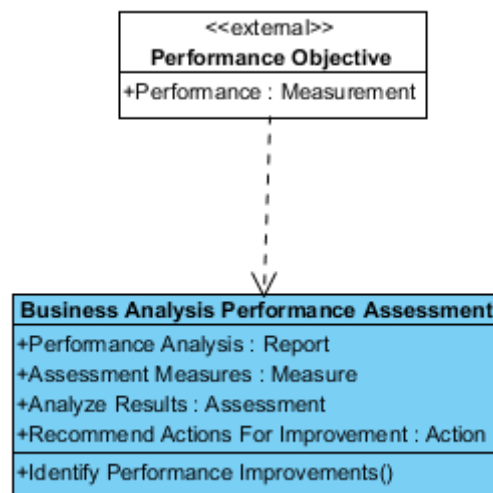 <<external>>
Performance Objective
+Performance : Measurement
Business Analysis Performance Assessment
+Performance Analysis : Report
+Assessment Measures : Measure
+Analyze Results : Assessment
+Recommend Actions For Improvement : Action
+Identify Performance Improvements()